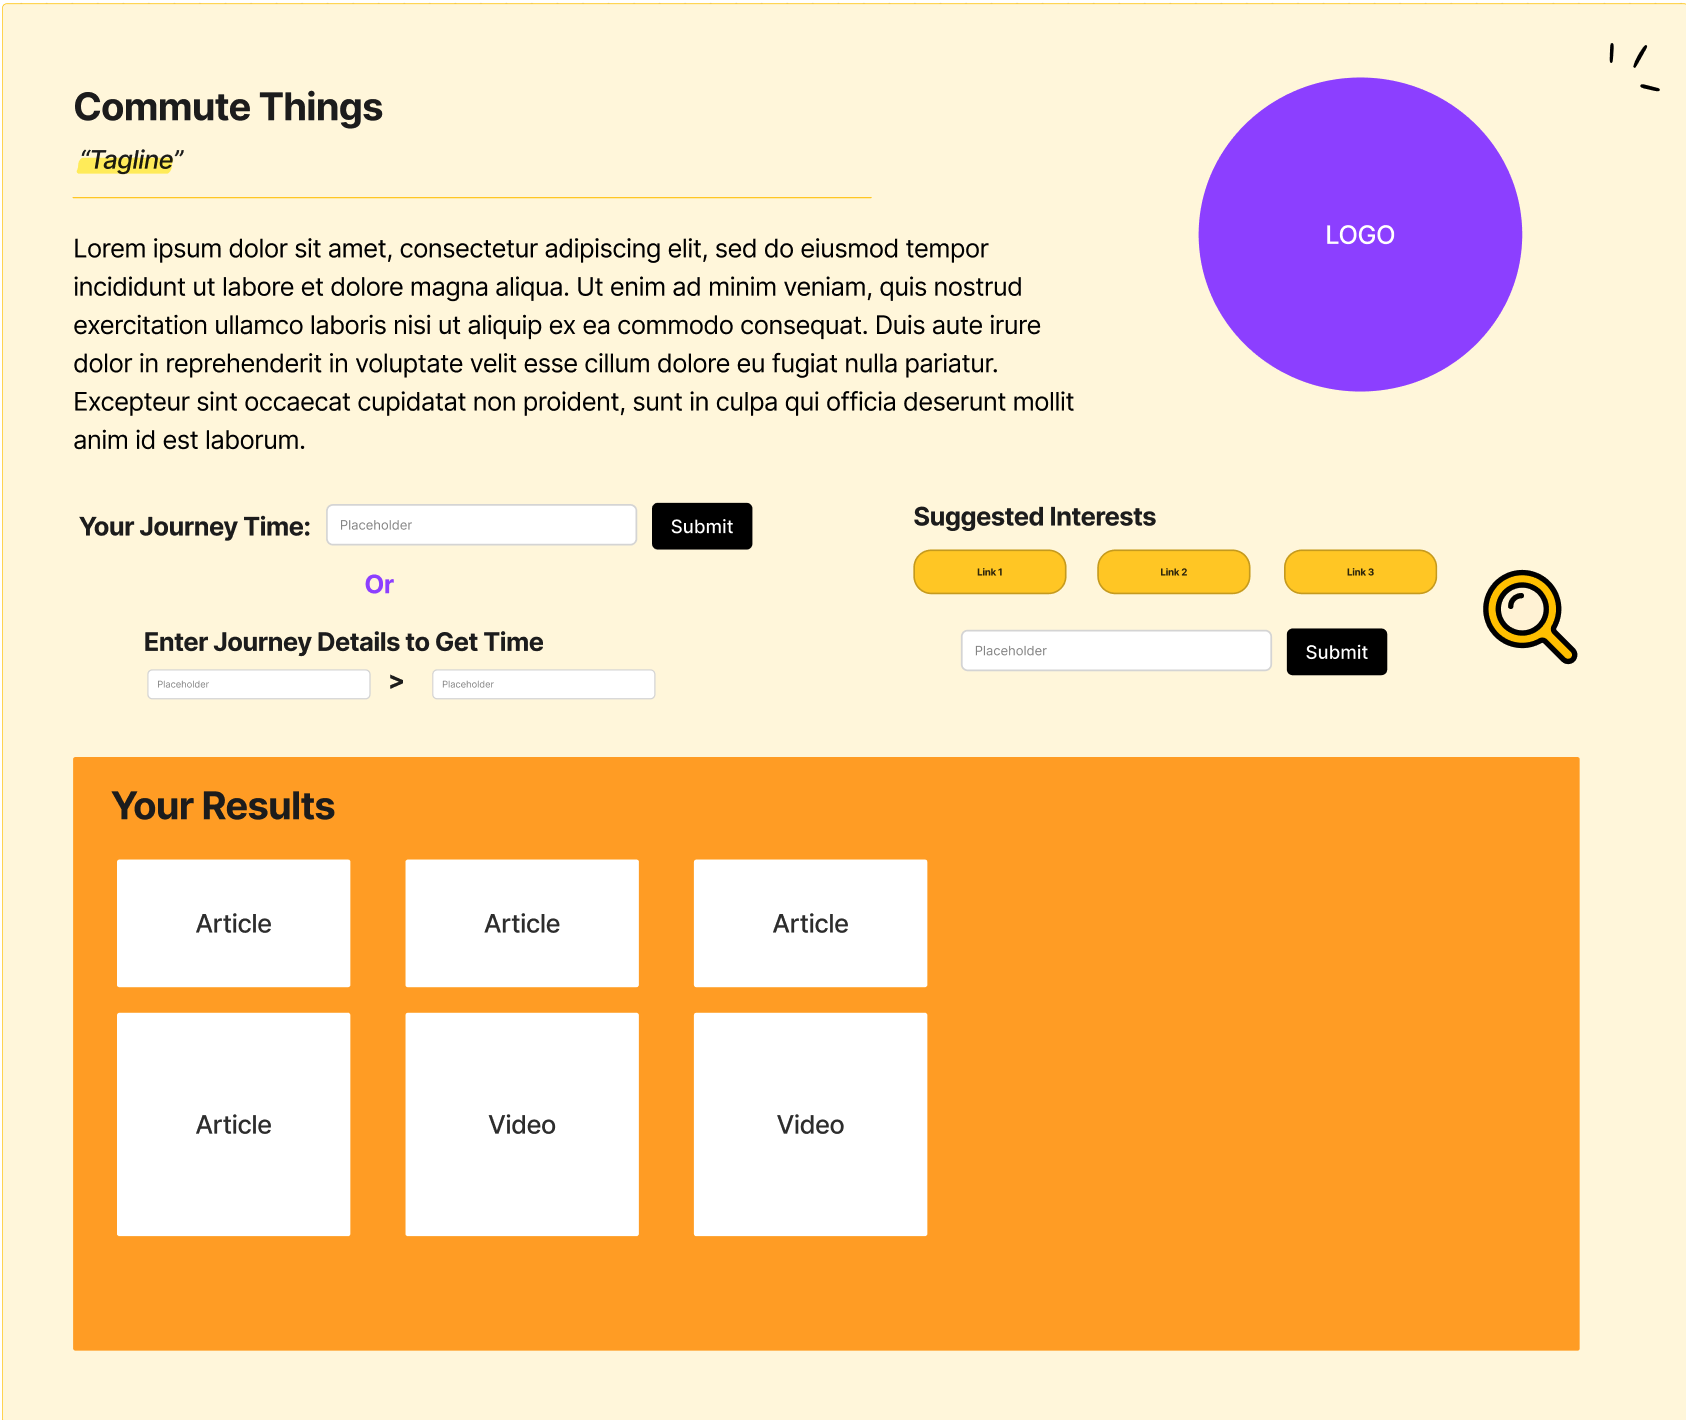 Commute Things
“Tagline”
LOGO
Lorem ipsum dolor sit amet, consectetur adipiscing elit, sed do eiusmod tempor
incididunt ut labore et dolore magna aliqua. Ut enim ad minim veniam, quis nostrud
exercitation ullamco laboris nisi ut aliquip ex ea commodo consequat. Duis aute irure
dolor in reprehenderit in voluptate velit esse cillum dolore eu fugiat nulla pariatur.
Excepteur sint occaecat cupidatat non proident, sunt in culpa qui officia deserunt mollit
anim id est laborum.
Your Journey Time: Placeholder Submit
Or
Enter Journey Details to Get Time
Placeholder > Placeholder
Suggested Interests
Link 1 Link 2 Link 3
Placeholder Submit
Your Results
Article Article Article
Article Video Video